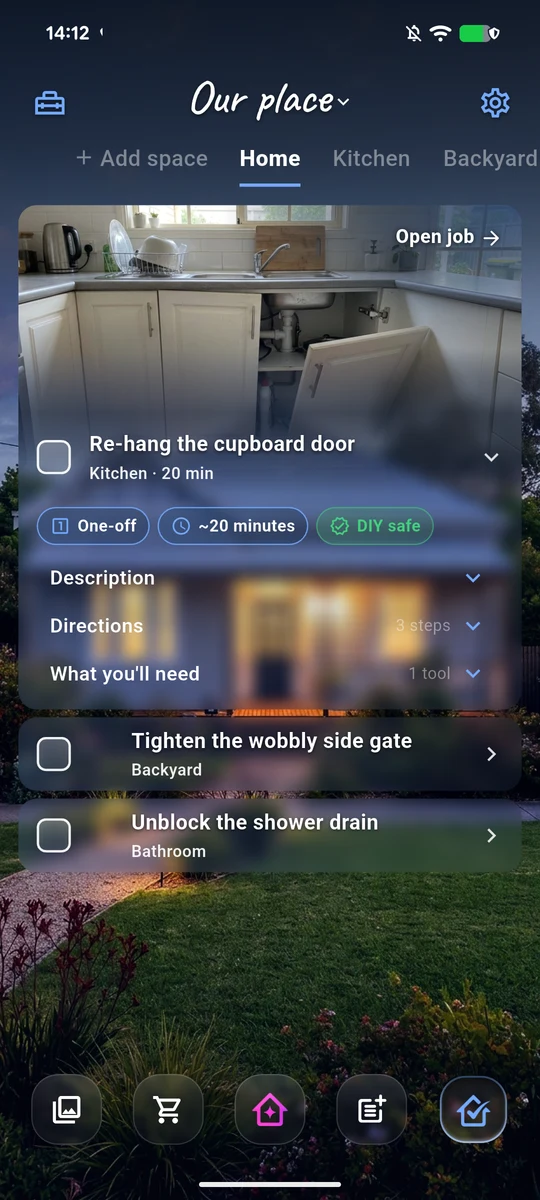 14:12
Our place
+ Add space Home Kitchen Backyard
Open job →
Re-hang the cupboard door
Kitchen · 20 min
One-off ~20 minutes DIY safe
Description
Directions 3 steps
What you'll need 1 tool
Tighten the wobbly side gate
Backyard
Unblock the shower drain
Bathroom